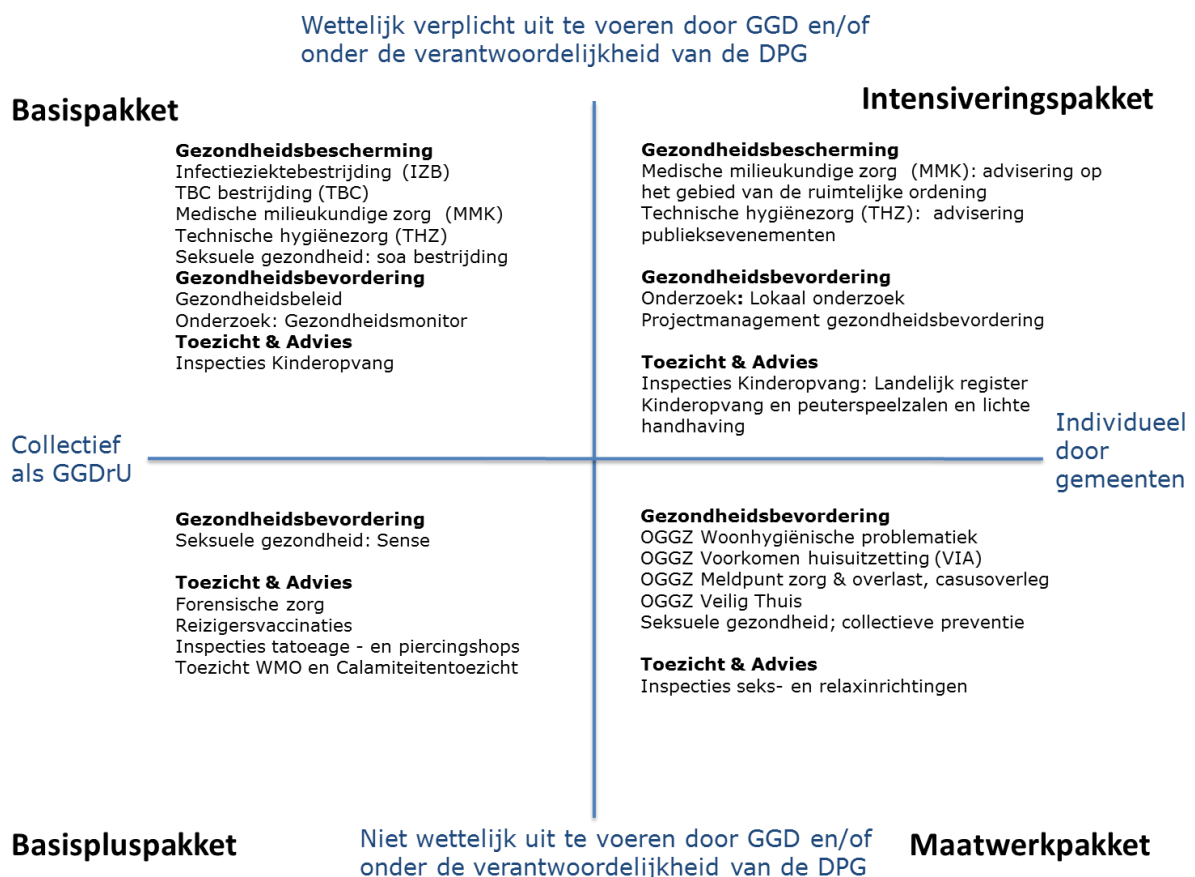 Wettelijk verplicht uit te voeren door GGD en/of
onder de verantwoordelijkheid van de DPG
Basispakket
Intensiveringspakket
Gezondheidsbescherming
Infectieziektebestrijding (IZB)
TBC bestrijding (TBC)
Medische milieukundige zorg (MMK)
Technische hygiënezorg (THZ)
Seksuele gezondheid: soa bestrijding
Gezondheidsbevordering
Gezondheidsbeleid
Onderzoek: Gezondheidsmonitor
Toezicht & Advies
Inspecties Kinderopvang
Gezondheidsbescherming
Medische milieukundige zorg (MMK): advisering op
het gebied van de ruimtelijke ordening
Technische hygiënezorg (THZ): advisering
publieksevenementen
Gezondheidsbevordering
Onderzoek: Lokaal onderzoek
Projectmanagement gezondheidsbevordering
Toezicht & Advies
Inspecties Kinderopvang: Landelijk register
Kinderopvang en peuterspeelzalen en lichte
handhaving
Collectief
als GGDrU
Individueel
door
gemeenten
Gezondheidsbevordering
Seksuele gezondheid: Sense
Toezicht & Advies
Forensische zorg
Reizigersvaccinaties
Inspecties tatoeage - en piercingshops
Toezicht WMO en Calamiteitentoezicht
Gezondheidsbevordering
OGGZ Woonhygiënische problematiek
OGGZ Voorkomen huisuitzetting (VIA)
OGGZ Meldpunt zorg & overlast, casusoverleg
OGGZ Veilig Thuis
Seksuele gezondheid; collectieve preventie
Toezicht & Advies
Inspecties seks- en relaxinrichtingen
Basispluspakket
Niet wettelijk uit te voeren door GGD en/of
onder de verantwoordelijkheid van de DPG
Maatwerkpakket